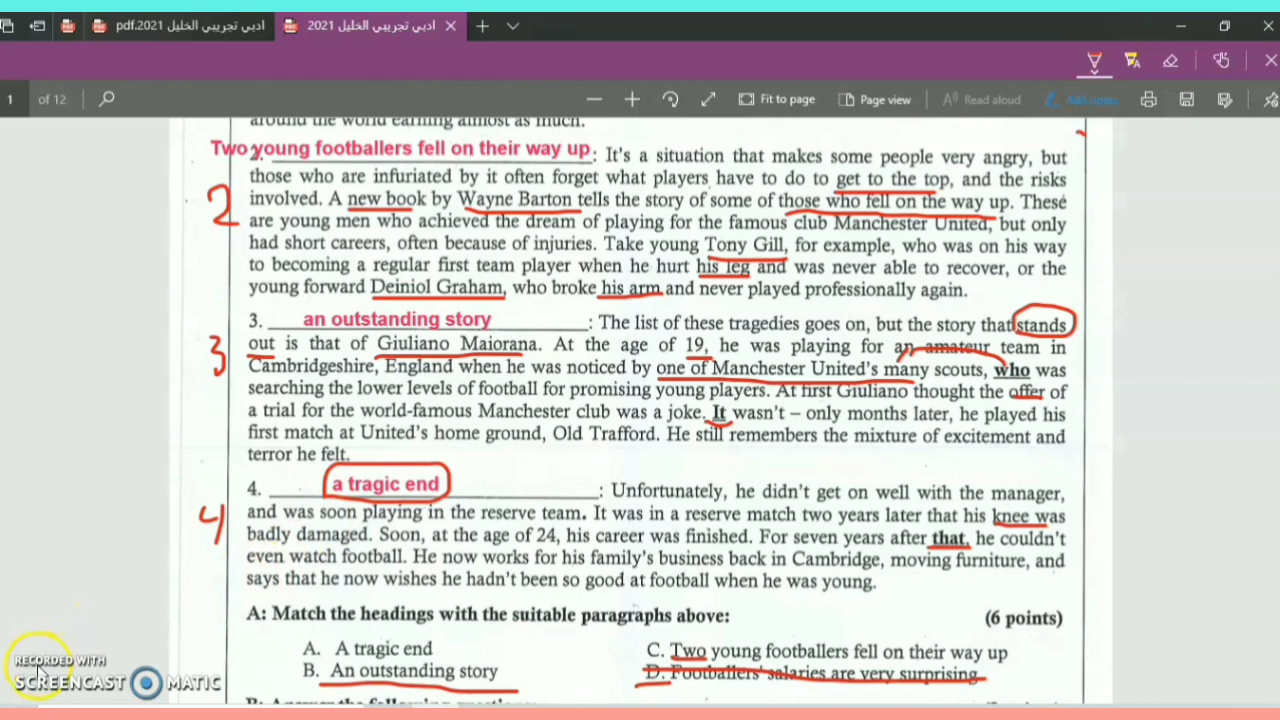 ادبي تجريبي الخليل 2021.pdf
ادبي تجريبي الخليل 2021
1 of 12
Fit to page
Page view
Read aloud
Add notes
around the world earning almost as much.
Two young footballers fell on their way up
2. : It's a situation that makes some people very angry, but
those who are infuriated by it often forget what players have to do to get to the top, and the risks
2
involved. A new book by Wayne Barton tells the story of some of those who fell on the way up. These
are young men who achieved the dream of playing for the famous club Manchester United, but only
had short careers, often because of injuries. Take young Tony Gill, for example, who was on his way
to becoming a regular first team player when he hurt his leg and was never able to recover, or the
young forward Deiniol Graham, who broke his arm and never played professionally again.
3. an outstanding story : The list of these tragedies goes on, but the story that stands
3
out is that of Giuliano Maiorana. At the age of 19, he was playing for an amateur team in
Cambridgeshire, England when he was noticed by one of Manchester United's many scouts, who was
searching the lower levels of football for promising young players. At first Giuliano thought the offer of
a trial for the world-famous Manchester club was a joke. It wasn't – only months later, he played his
first match at United's home ground, Old Trafford. He still remembers the mixture of excitement and
terror he felt.
4. a tragic end : Unfortunately, he didn't get on well with the manager,
4
and was soon playing in the reserve team. It was in a reserve match two years later that his knee was
badly damaged. Soon, at the age of 24, his career was finished. For seven years after that, he couldn't
even watch football. He now works for his family's business back in Cambridge, moving furniture, and
says that he now wishes he hadn't been so good at football when he was young.
A: Match the headings with the suitable paragraphs above: (6 points)
A. A tragic end C. Two young footballers fell on their way up
B. An outstanding story D. Footballers' salaries are very surprising
RECORDED WITH
SCREENCAST MATIC